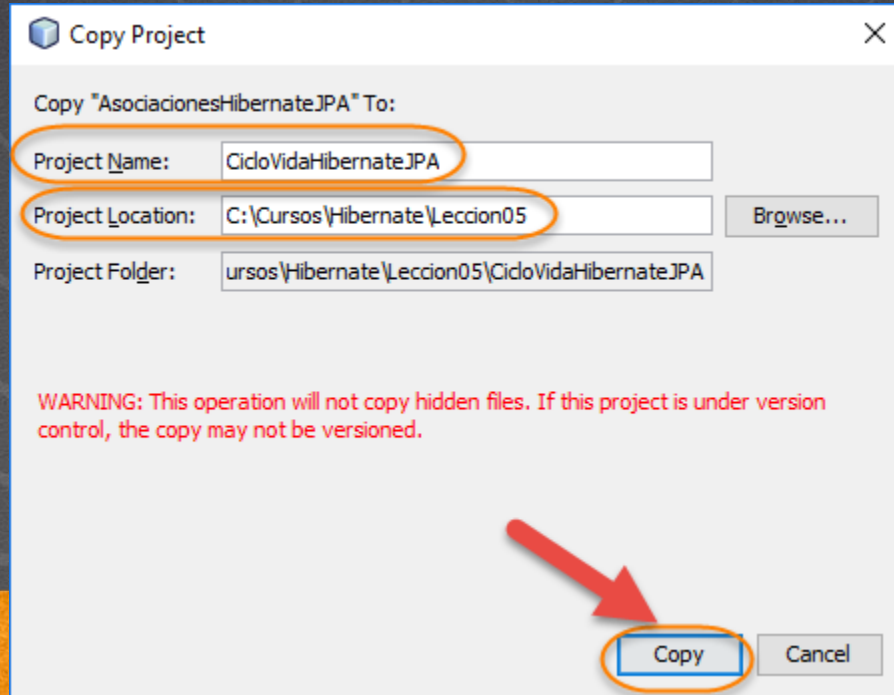 Copy Project
Copy "AsociacionesHibernateJPA" To:
Project Name: CicloVidaHibernateJPA
Project Location: C:\Cursos\Hibernate\Leccion05 Browse...
Project Folder: ursos\Hibernate\Leccion05\CicloVidaHibernateJPA
WARNING: This operation will not copy hidden files. If this project is under version
control, the copy may not be versioned.
Copy Cancel